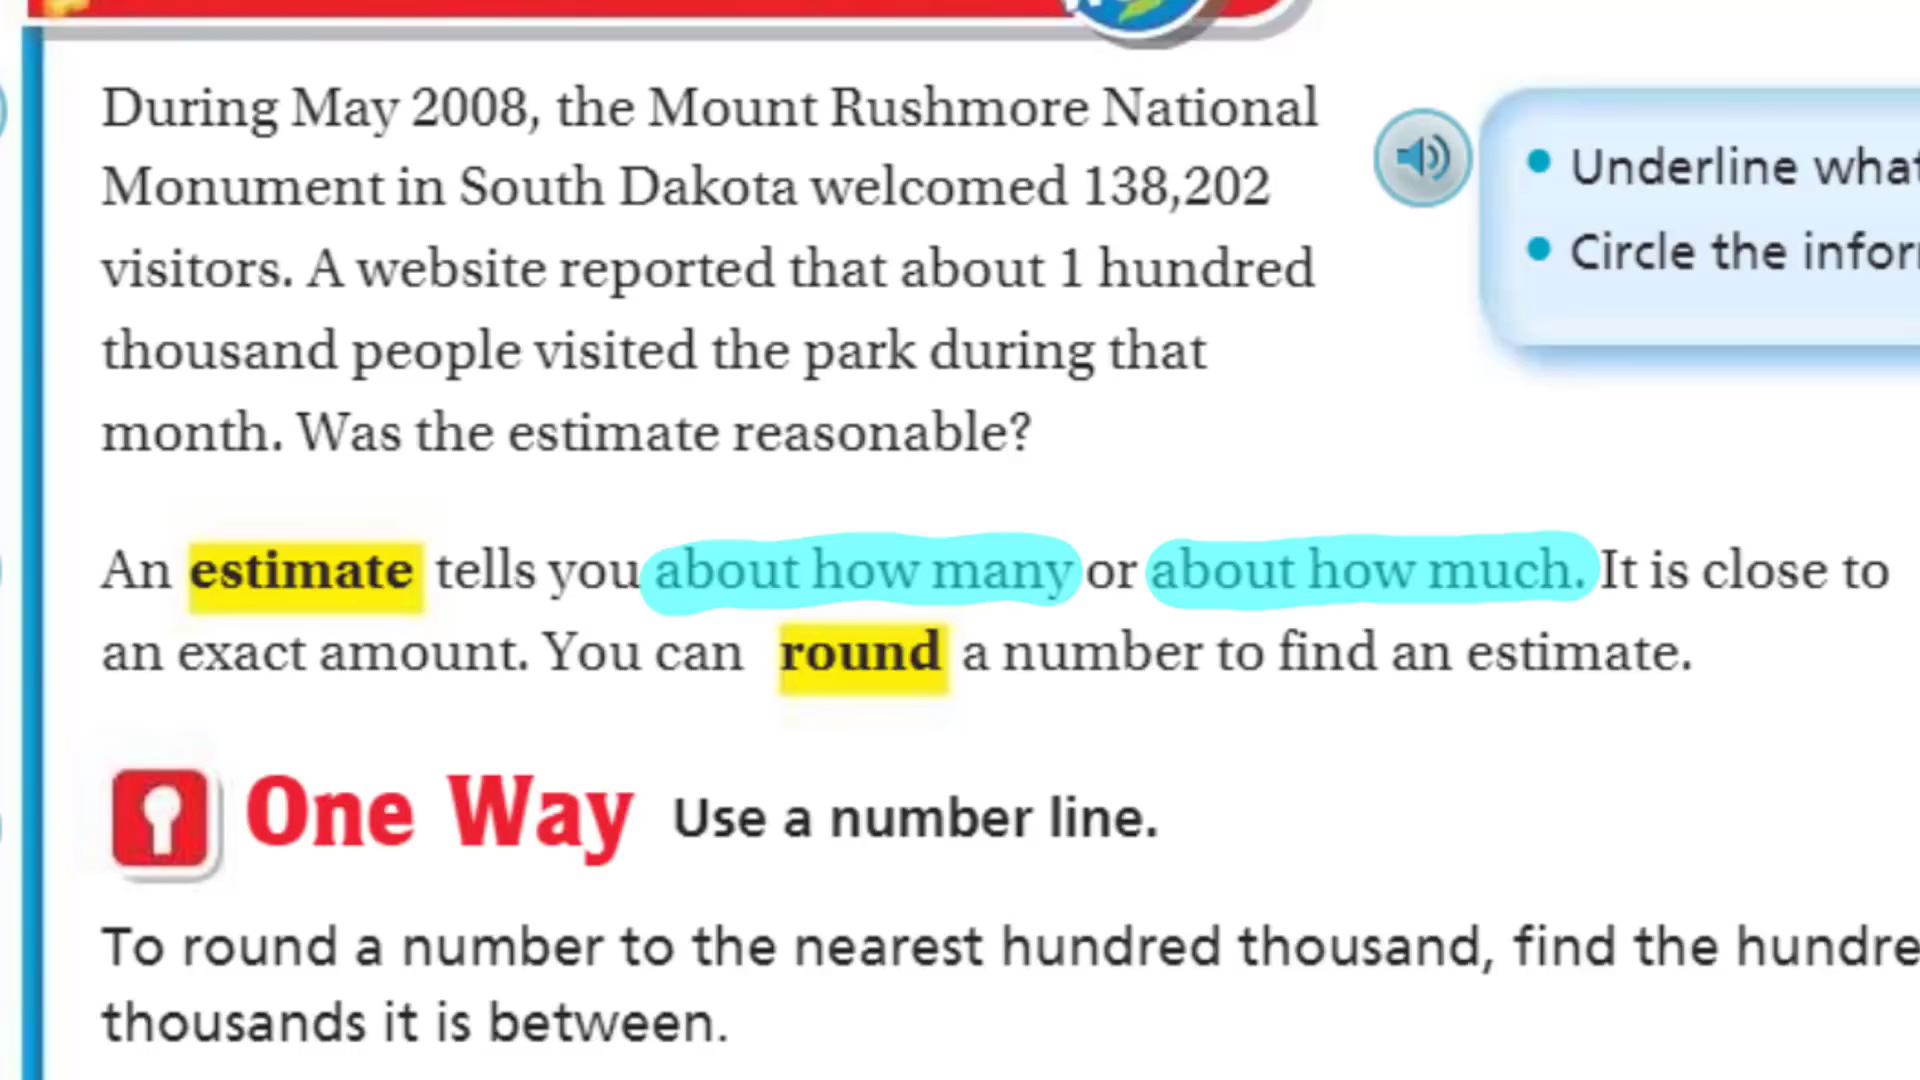 During May 2008, the Mount Rushmore National
Monument in South Dakota welcomed 138,202
visitors. A website reported that about 1 hundred
thousand people visited the park during that
month. Was the estimate reasonable?
• Underline what
• Circle the infor
An estimate tells you about how many or about how much. It is close to
an exact amount. You can round a number to find an estimate.
One Way Use a number line.
To round a number to the nearest hundred thousand, find the hundre
thousands it is between.